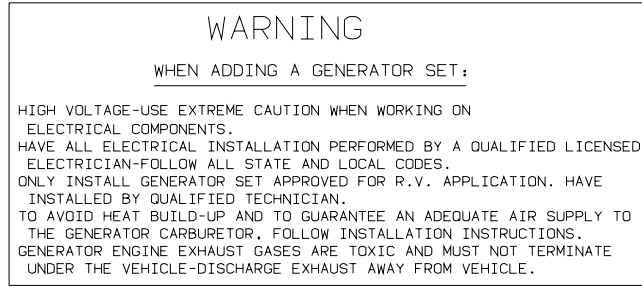 WARNING
WHEN ADDING A GENERATOR SET:
HIGH VOLTAGE-USE EXTREME CAUTION WHEN WORKING ON
ELECTRICAL COMPONENTS.
HAVE ALL ELECTRICAL INSTALLATION PERFORMED BY A QUALIFIED LICENSED
ELECTRICIAN-FOLLOW ALL STATE AND LOCAL CODES.
ONLY INSTALL GENERATOR SET APPROVED FOR R.V. APPLICATION. HAVE
INSTALLED BY QUALIFIED TECHNICIAN.
TO AVOID HEAT BUILD-UP AND TO GUARANTEE AN ADEQUATE AIR SUPPLY TO
THE GENERATOR CARBURETOR, FOLLOW INSTALLATION INSTRUCTIONS.
GENERATOR ENGINE EXHAUST GASES ARE TOXIC AND MUST NOT TERMINATE
UNDER THE VEHICLE-DISCHARGE EXHAUST AWAY FROM VEHICLE.